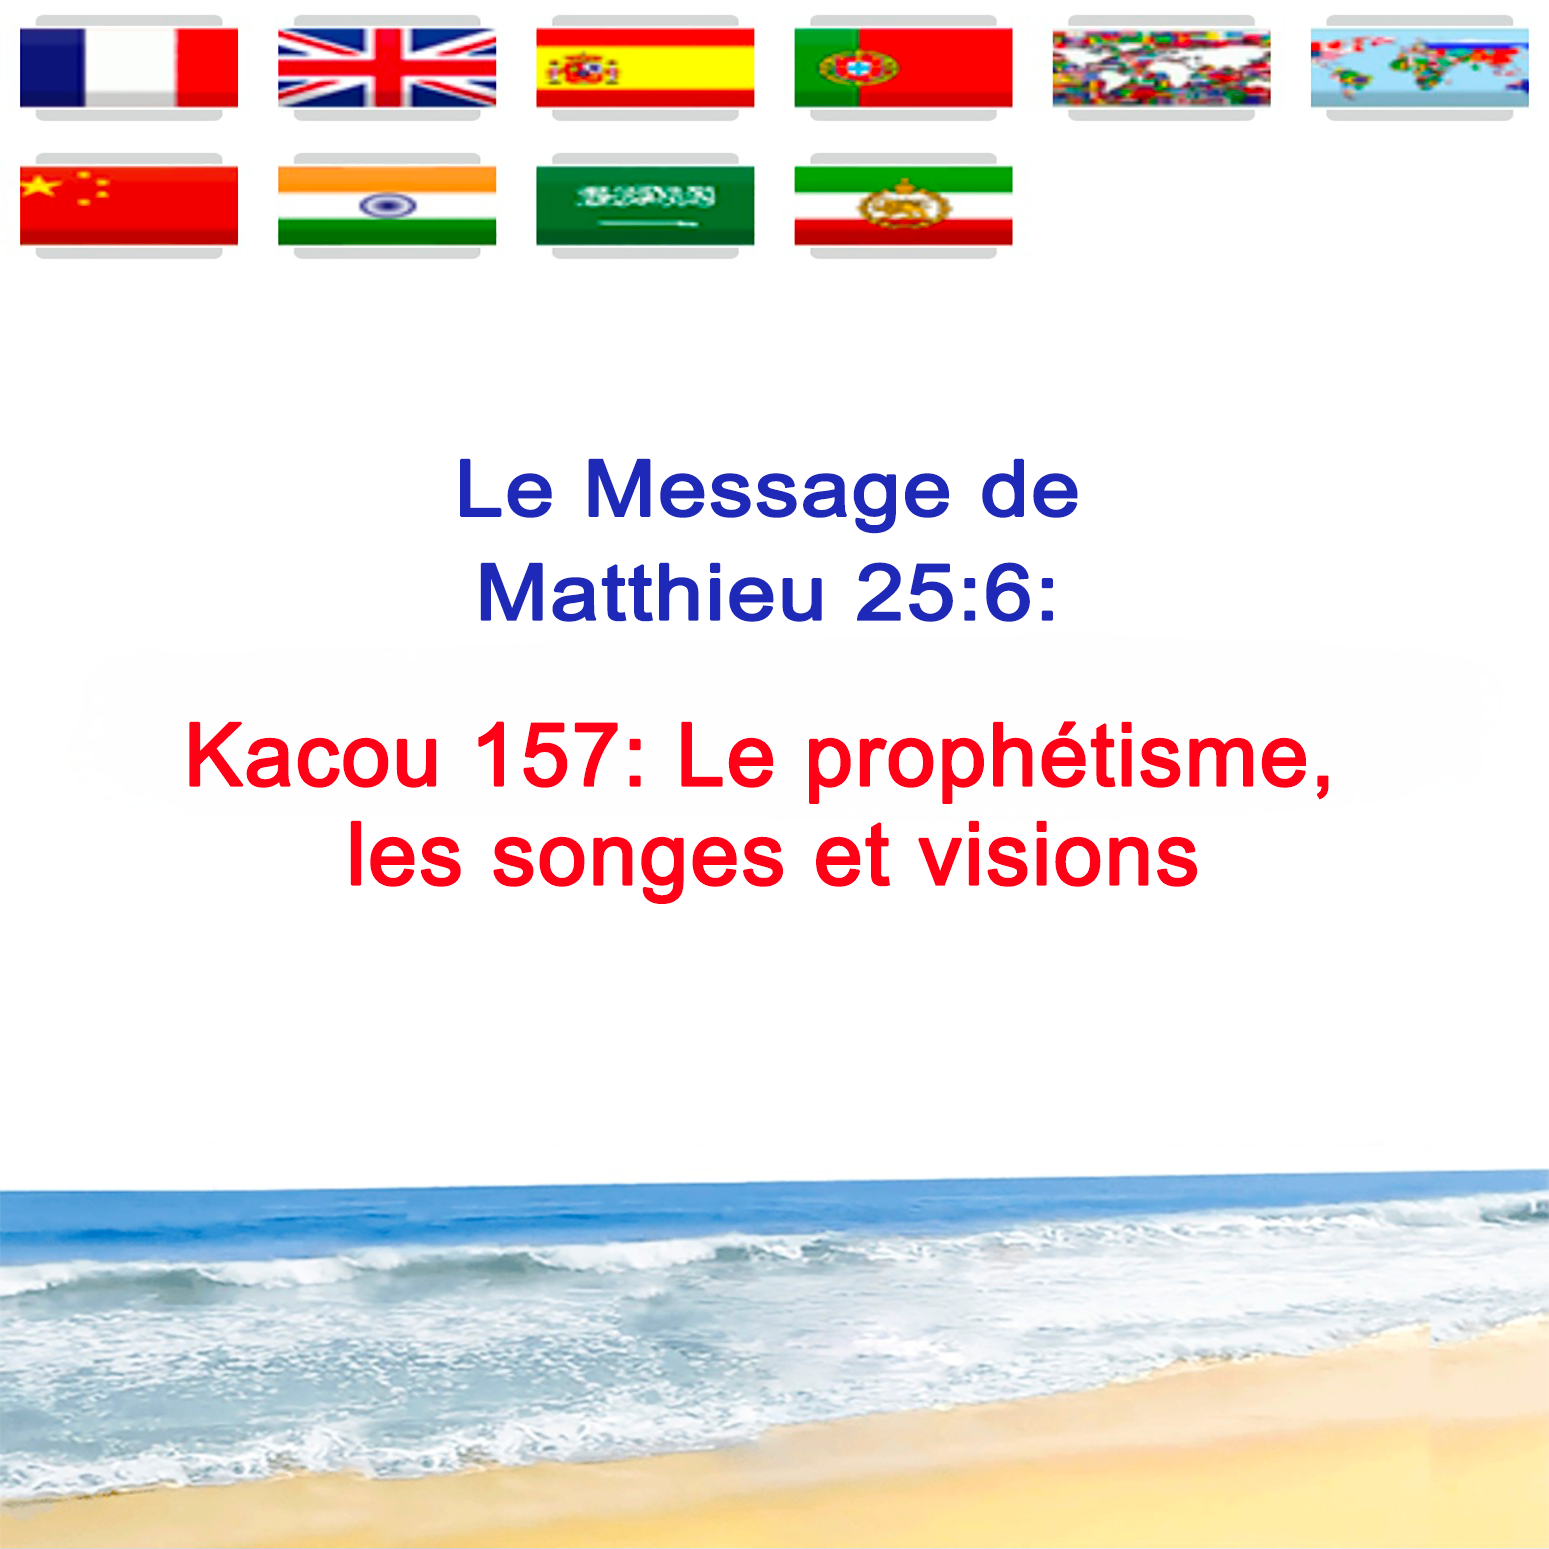 Le Message de
Matthieu 25:6:
Kacou 157: Le prophétisme,
les songes et visions